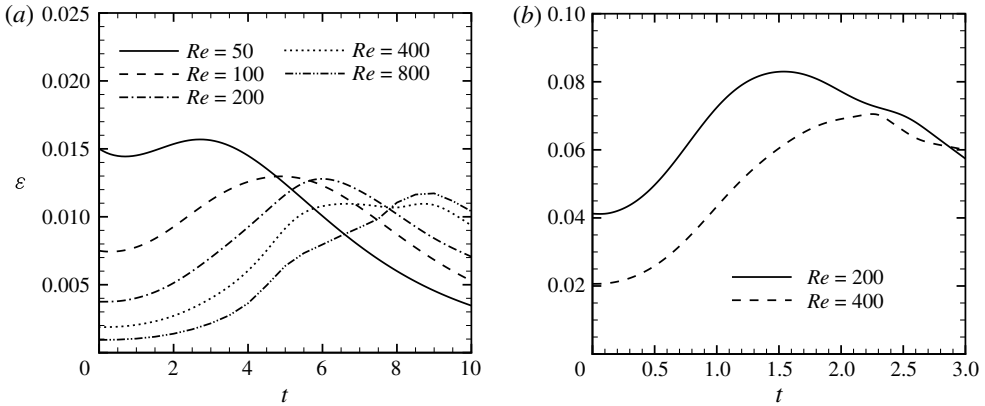 (a)
0.025
0.020
0.015
0.010
0.005
ε
Re = 50
Re = 100
Re = 200
Re = 400
Re = 800
0 2 4 6 8 10
t
(b)
0.10
0.08
0.06
0.04
0.02
Re = 200
Re = 400
0 0.5 1.0 1.5 2.0 2.5 3.0
t